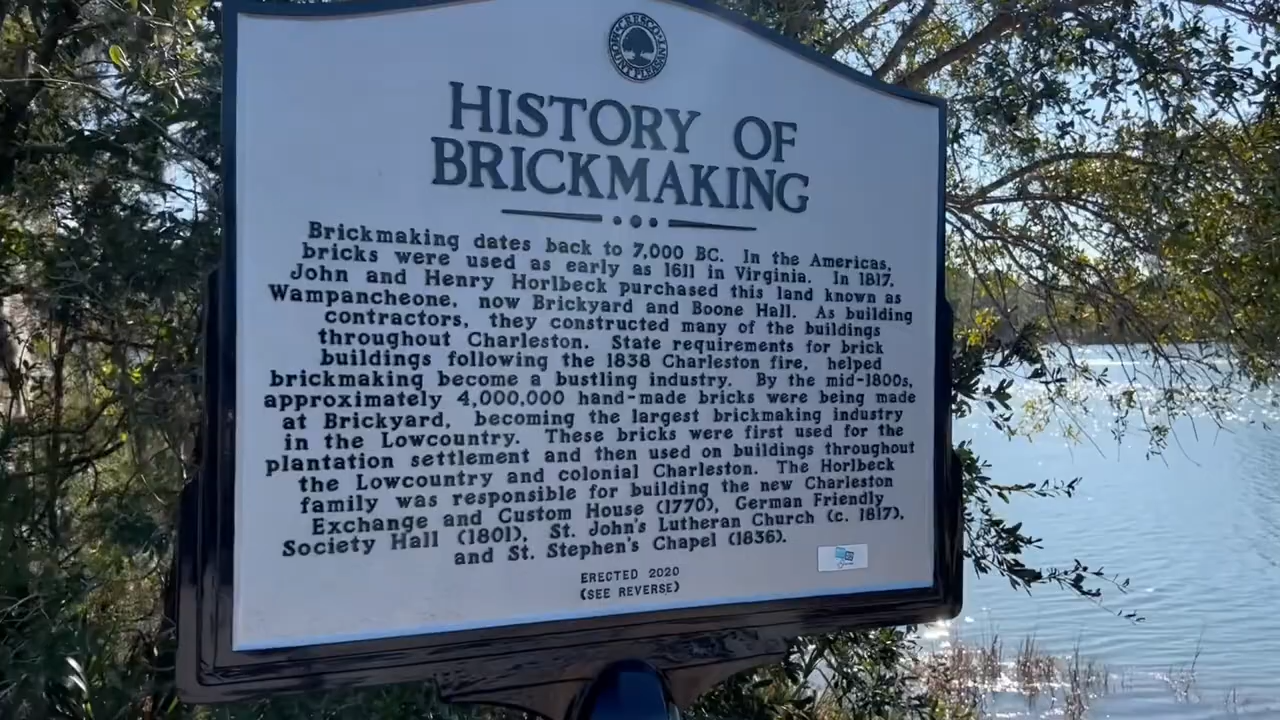 CRESCO
MOUNT PLEASANT
HISTORY OF
BRICKMAKING
Brickmaking dates back to 7,000 BC. In the Americas,
bricks were used as early as 1611 in Virginia. In 1817,
John and Henry Horlbeck purchased this land known as
Wampancheone, now Brickyard and Boone Hall. As building
contractors, they constructed many of the buildings
throughout Charleston. State requirements for brick
buildings following the 1838 Charleston fire, helped
brickmaking become a bustling industry. By the mid-1800s,
approximately 4,000,000 hand-made bricks were being made
at Brickyard, becoming the largest brickmaking industry
in the Lowcountry. These bricks were first used for the
plantation settlement and then used on buildings throughout
the Lowcountry and colonial Charleston. The Horlbeck
family was responsible for building the new Charleston
Exchange and Custom House (1770), German Friendly
Society Hall (1801), St. John's Lutheran Church (c. 1817),
and St. Stephen's Chapel (1836).
ERECTED 2020
(SEE REVERSE)